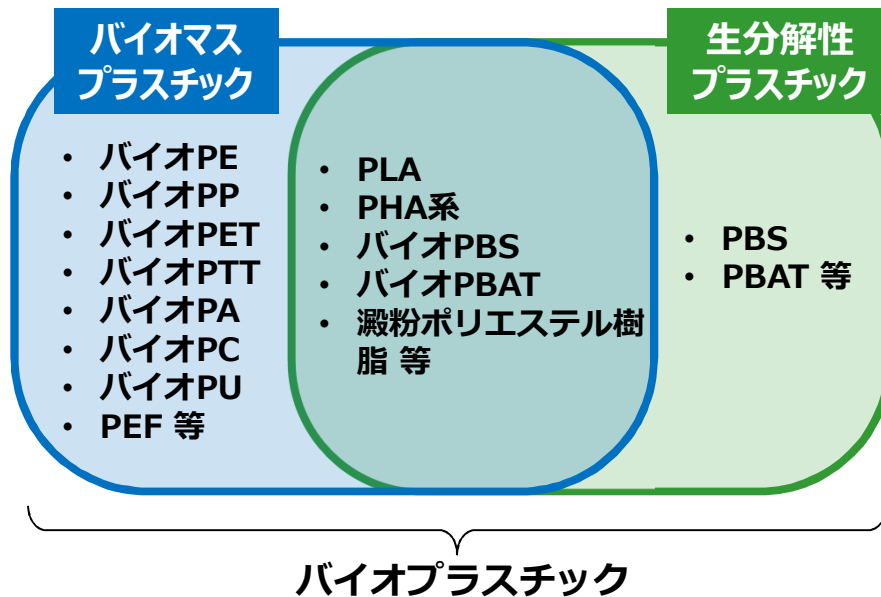 バイオマス
プラスチック
生分解性
プラスチック
• バイオPE
• バイオPP
• バイオPET
• バイオPTT
• バイオPA
• バイオPC
• バイオPU
• PEF 等
• PLA
• PHA系
• バイオPBS
• バイオPBAT
• 澱粉ポリエステル樹
脂 等
• PBS
• PBAT 等
バイオプラスチック